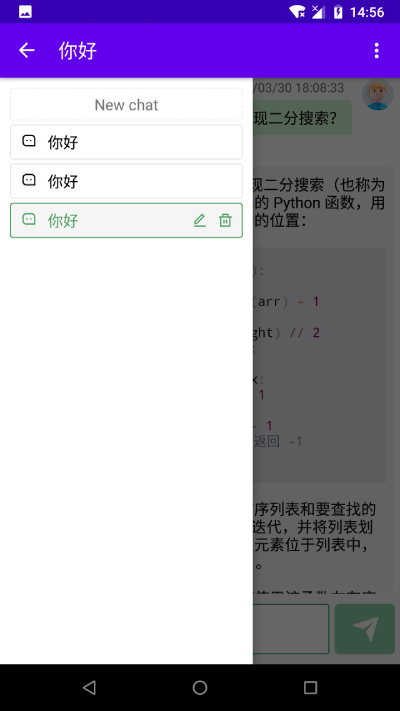 14:56
你好
New chat
你好
你好
你好
/03/30 18:08:33
现二分搜索？
现二分搜索（也称为
的 Python 函数，用
的位置：
):
(arr) - 1
ght) // 2
:
x:
1
- 1
返回 -1
序列表和要查找的
迭代，并将列表划
元素位于列表中，
。